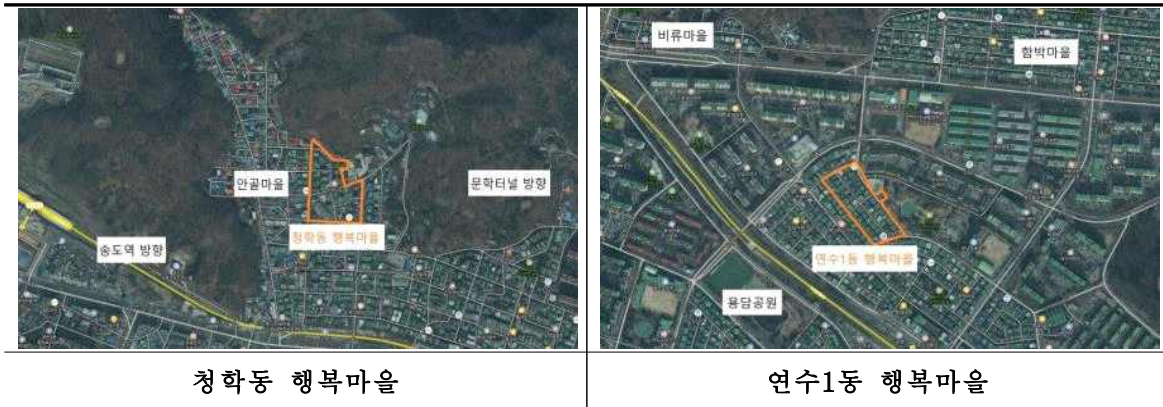 안골마을
문학터널 방향
청학동 행복마을
송도역 방향
비류마을
함박마을
연수1동 행복마을
용담공원
청학동 행복마을
연수1동 행복마을